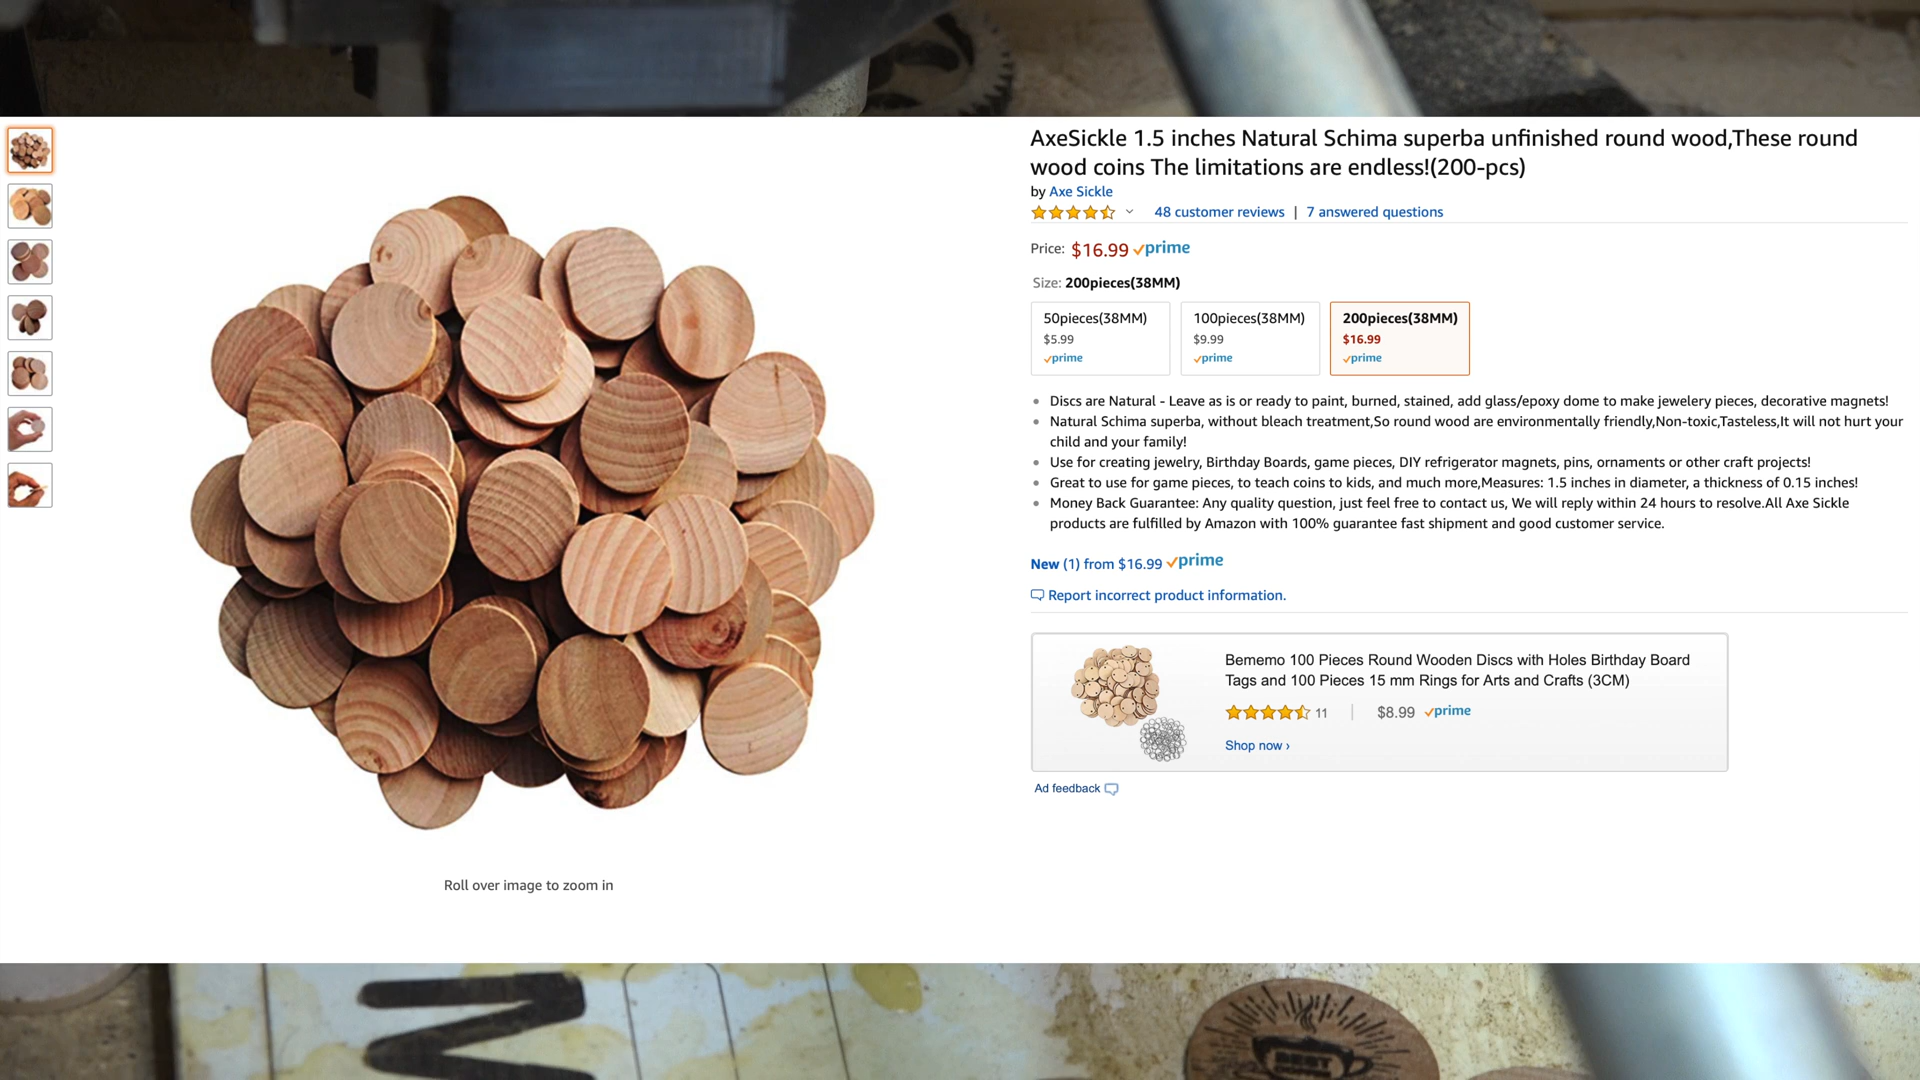 AxeSickle 1.5 inches Natural Schima superba unfinished round wood,These round
wood coins The limitations are endless!(200-pcs)
by Axe Sickle
48 customer reviews | 7 answered questions
Price: $16.99 prime
Size: 200pieces(38MM)
50pieces(38MM) 100pieces(38MM) 200pieces(38MM)
$5.99 $9.99 $16.99
prime prime prime
Discs are Natural - Leave as is or ready to paint, burned, stained, add glass/epoxy dome to make jewelery pieces, decorative magnets!
Natural Schima superba, without bleach treatment,So round wood are environmentally friendly,Non-toxic,Tasteless,It will not hurt your
child and your family!
Use for creating jewelry, Birthday Boards, game pieces, DIY refrigerator magnets, pins, ornaments or other craft projects!
Great to use for game pieces, to teach coins to kids, and much more,Measures: 1.5 inches in diameter, a thickness of 0.15 inches!
Money Back Guarantee: Any quality question, just feel free to contact us, We will reply within 24 hours to resolve.All Axe Sickle
products are fulfilled by Amazon with 100% guarantee fast shipment and good customer service.
New (1) from $16.99 prime
Report incorrect product information.
Bememo 100 Pieces Round Wooden Discs with Holes Birthday Board
Tags and 100 Pieces 15 mm Rings for Arts and Crafts (3CM)
11 | $8.99 prime
Shop now ›
Ad feedback
Roll over image to zoom in
BEST